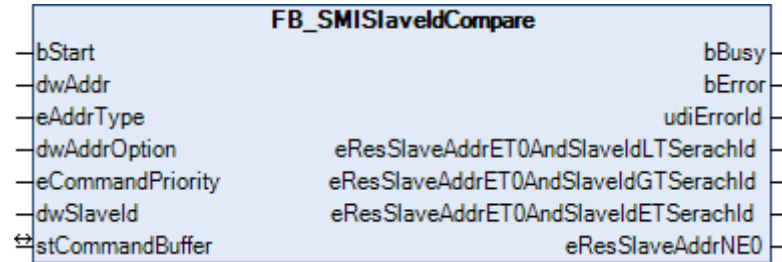 FB_SMISlaveIdCompare
bStart bBusy
dwAddr bError
eAddrType udiErrorId
dwAddrOption eResSlaveAddrET0AndSlaveIdLTSerachId
eCommandPriority eResSlaveAddrET0AndSlaveIdGTSerachId
dwSlaveId eResSlaveAddrET0AndSlaveIdETSerachId
stCommandBuffer eResSlaveAddrNE0